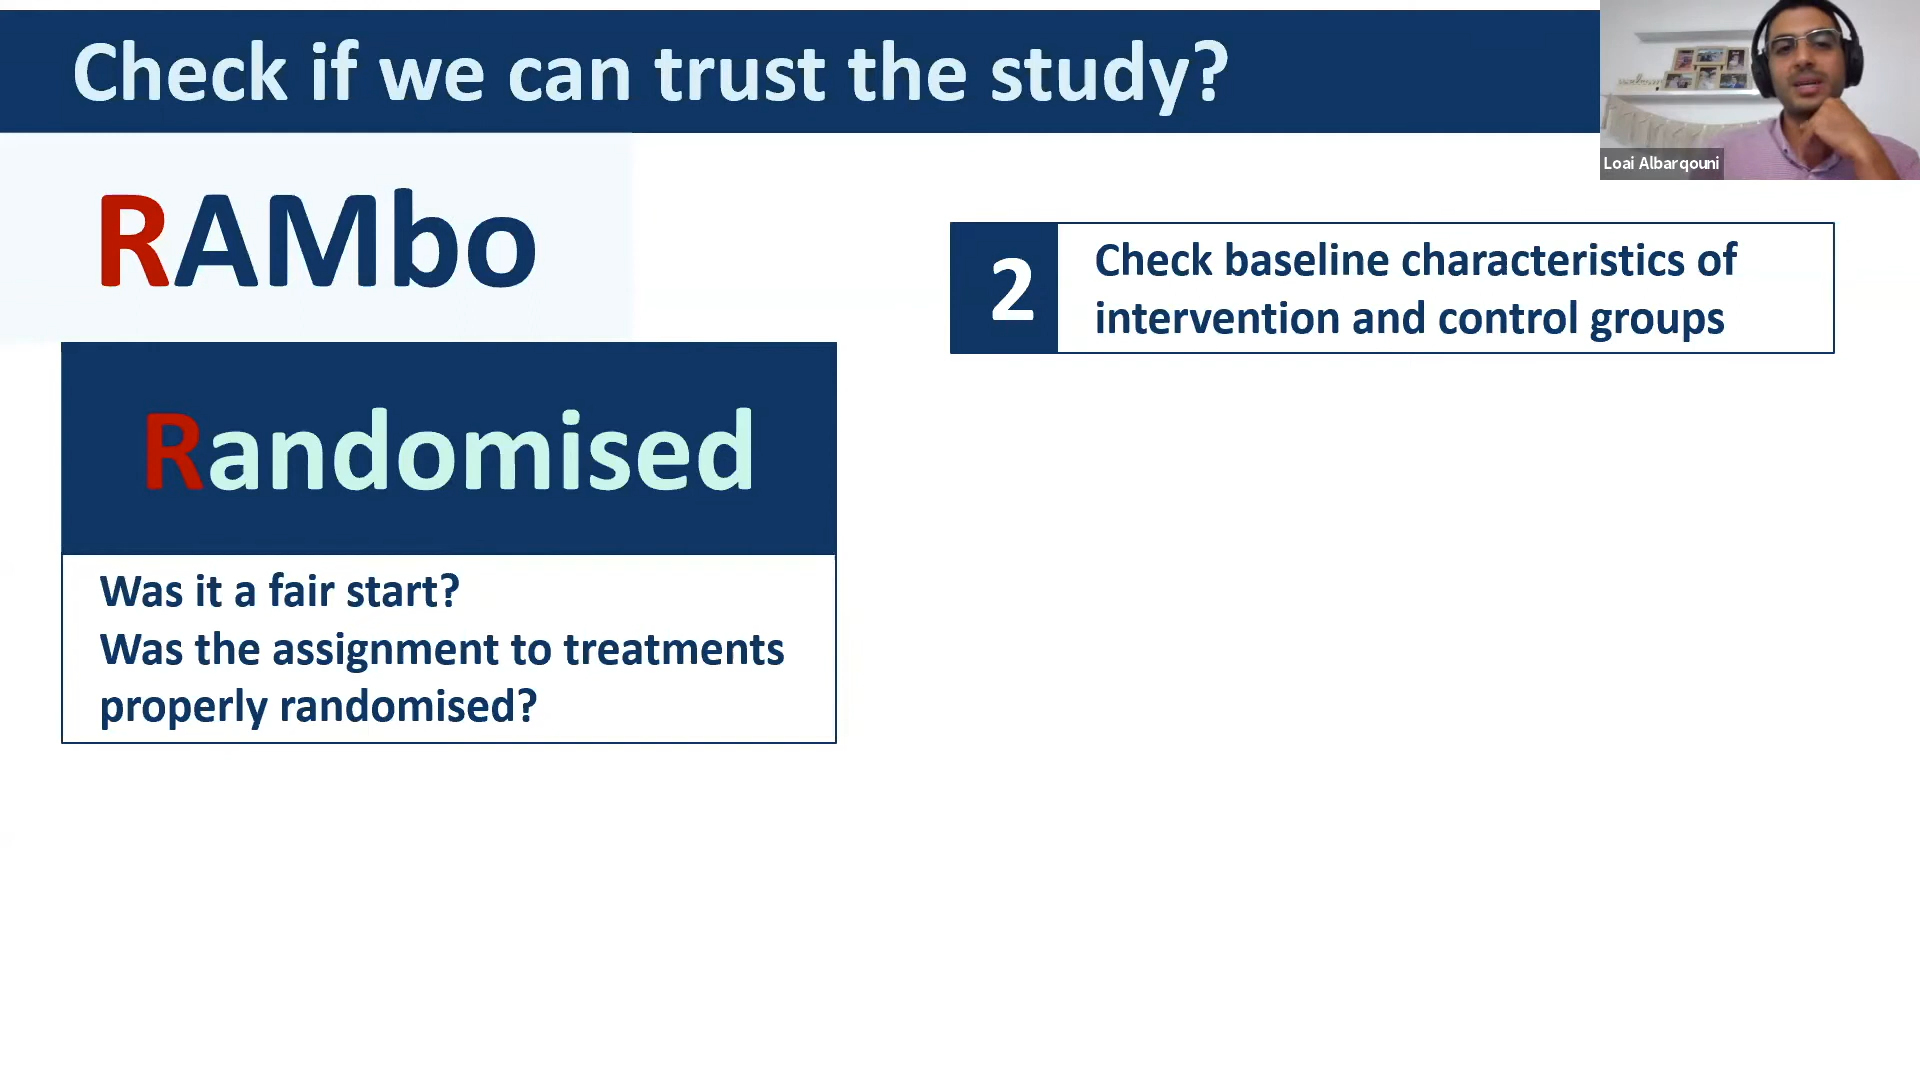 Check if we can trust the study?
Loai Albarqouni
RAMbo
2
Check baseline characteristics of
intervention and control groups
Randomised
Was it a fair start?
Was the assignment to treatments
properly randomised?